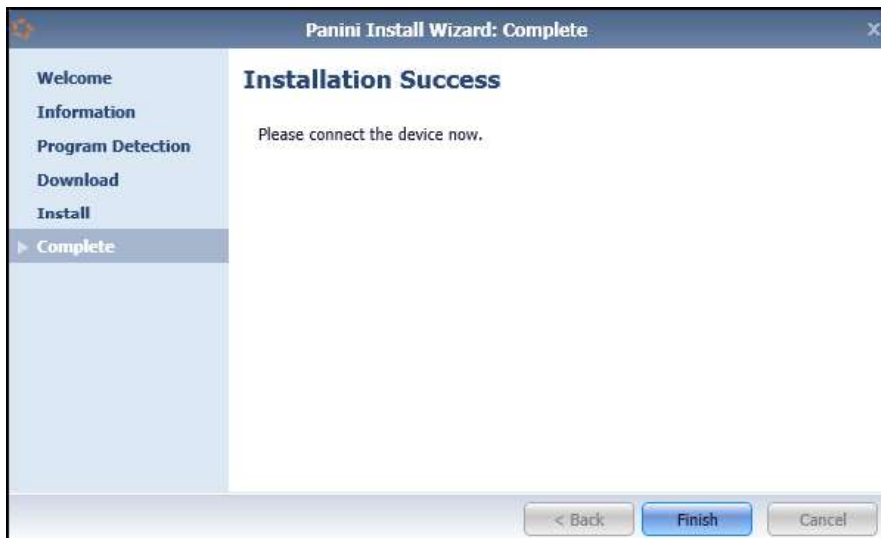 Panini Install Wizard: Complete
X
Welcome
Information
Program Detection
Download
Install
Complete
Installation Success
Please connect the device now.
< Back
Finish
Cancel